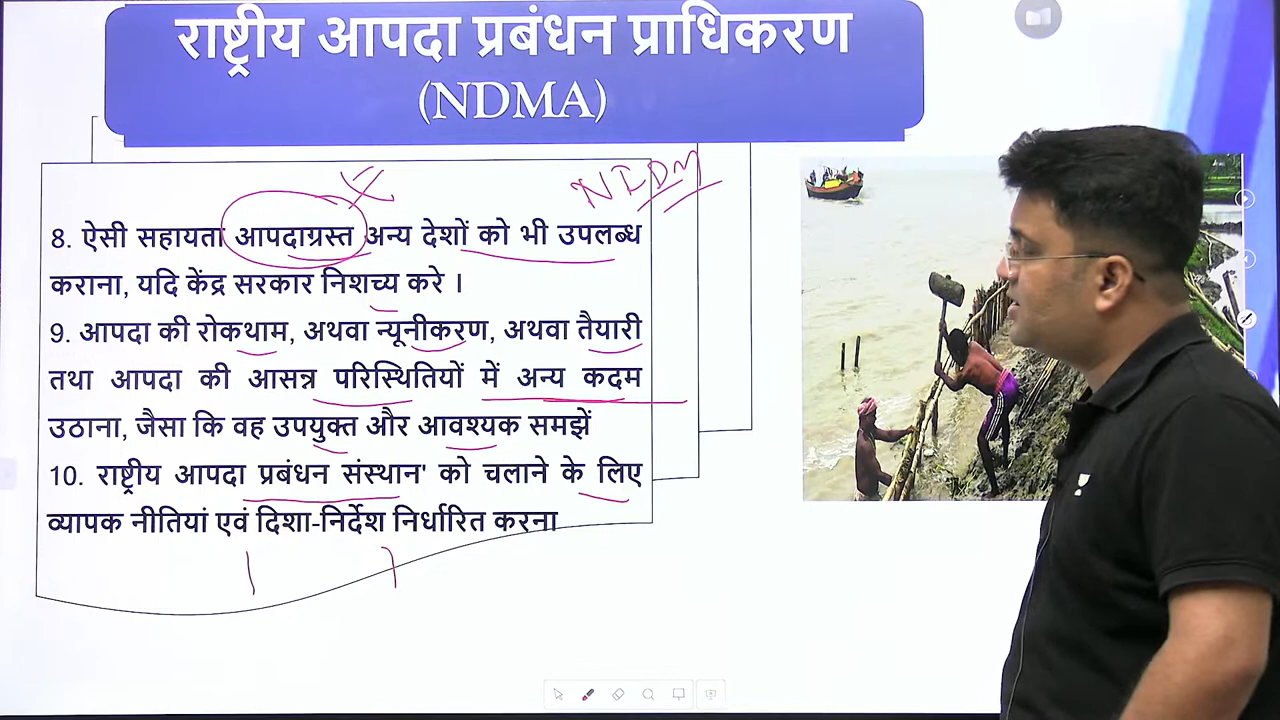 राष्ट्रीय आपदा प्रबंधन प्राधिकरण
(NDMA)
NIDM
8. ऐसी सहायता आपदाग्रस्त अन्य देशों को भी उपलब्ध
कराना, यदि केंद्र सरकार निशच्य करे ।
9. आपदा की रोकथाम, अथवा न्यूनीकरण, अथवा तैयारी
तथा आपदा की आसन्न परिस्थितियों में अन्य कदम
उठाना, जैसा कि वह उपयुक्त और आवश्यक समझें
10. राष्ट्रीय आपदा प्रबंधन संस्थान' को चलाने के लिए
व्यापक नीतियां एवं दिशा-निर्देश निर्धारित करना